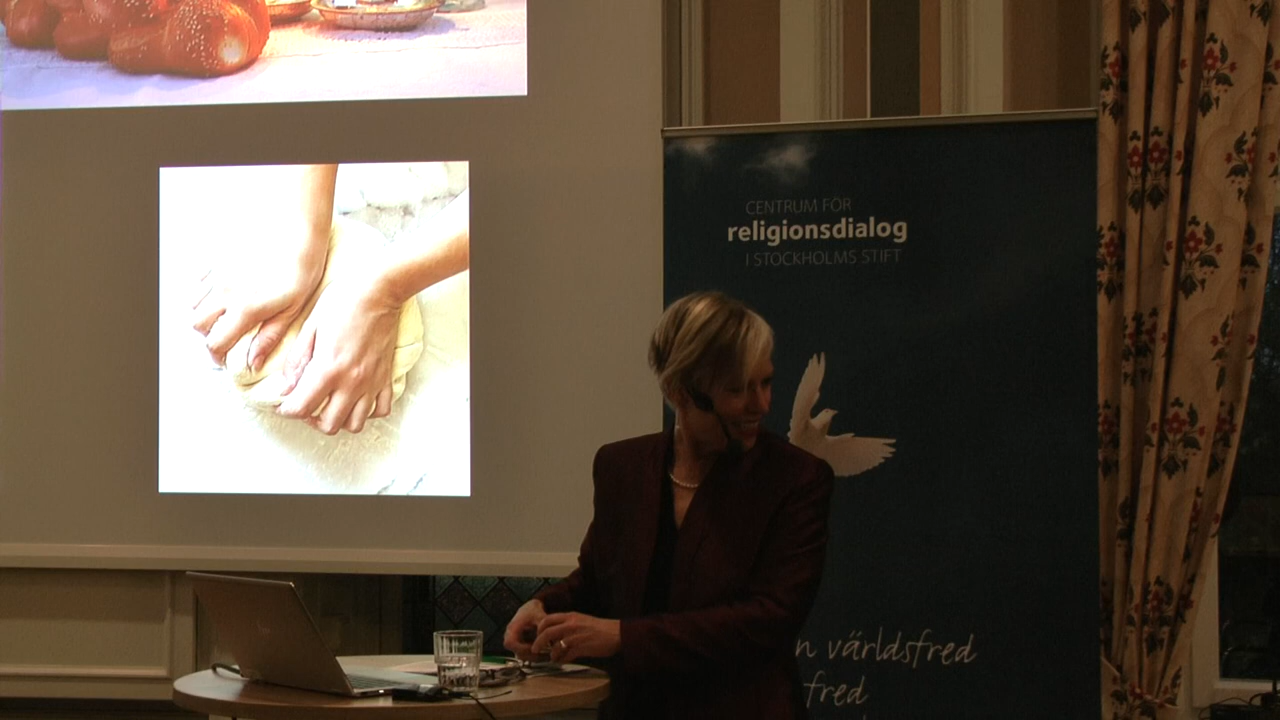 CENTRUM FÖR
religionsdialog
I STOCKHOLMS STIFT
n världsfred
fred